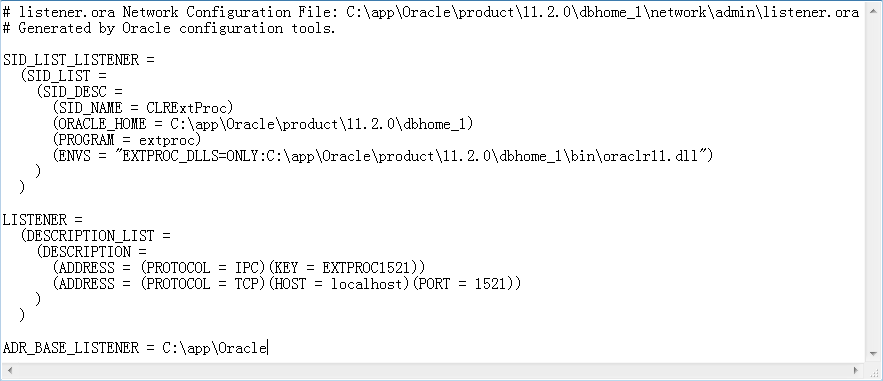 # listener.ora Network Configuration File: C:\app\Oracle\product\11.2.0\dbhome_1\network\admin\listener.ora
# Generated by Oracle configuration tools.

SID_LIST_LISTENER =
  (SID_LIST =
    (SID_DESC =
      (SID_NAME = CLRExtProc)
      (ORACLE_HOME = C:\app\Oracle\product\11.2.0\dbhome_1)
      (PROGRAM = extproc)
      (ENVS = "EXTPROC_DLLS=ONLY:C:\app\Oracle\product\11.2.0\dbhome_1\bin\oraclr11.dll")
    )
  )

LISTENER =
  (DESCRIPTION_LIST =
    (DESCRIPTION =
      (ADDRESS = (PROTOCOL = IPC)(KEY = EXTPROC1521))
      (ADDRESS = (PROTOCOL = TCP)(HOST = localhost)(PORT = 1521))
    )
  )

ADR_BASE_LISTENER = C:\app\Oracle